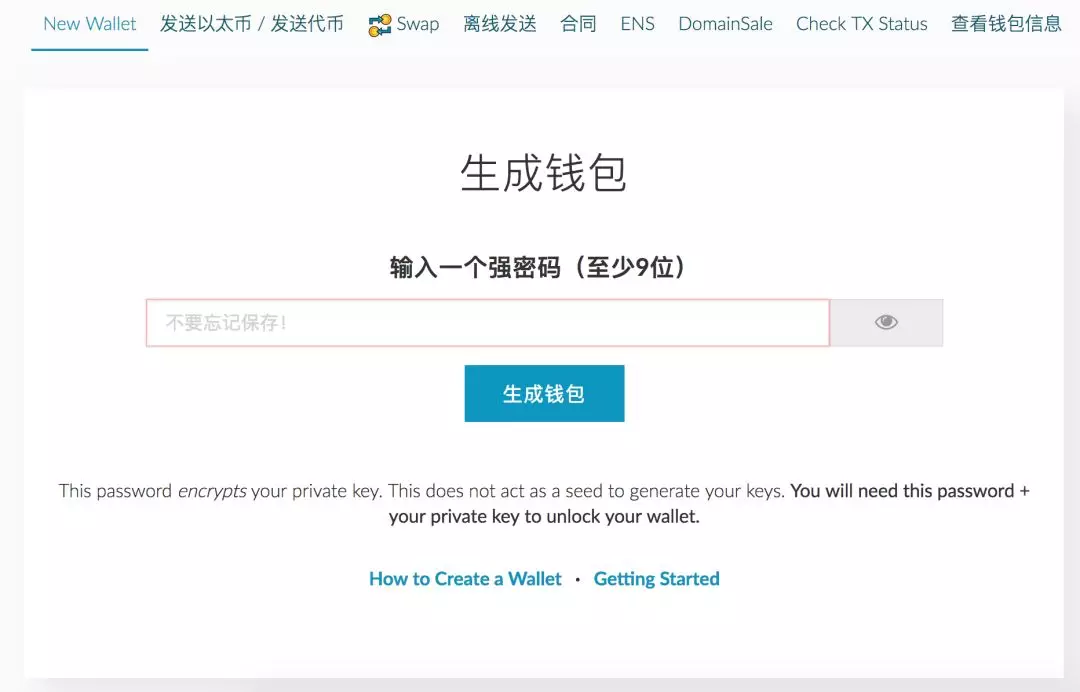 New Wallet 发送以太币 / 发送代币 Swap 离线发送 合同 ENS DomainSale Check TX Status 查看钱包信息
生成钱包
输入一个强密码（至少9位）
不要忘记保存！
生成钱包
This password encrypts your private key. This does not act as a seed to generate your keys. You will need this password +
your private key to unlock your wallet.
How to Create a Wallet · Getting Started